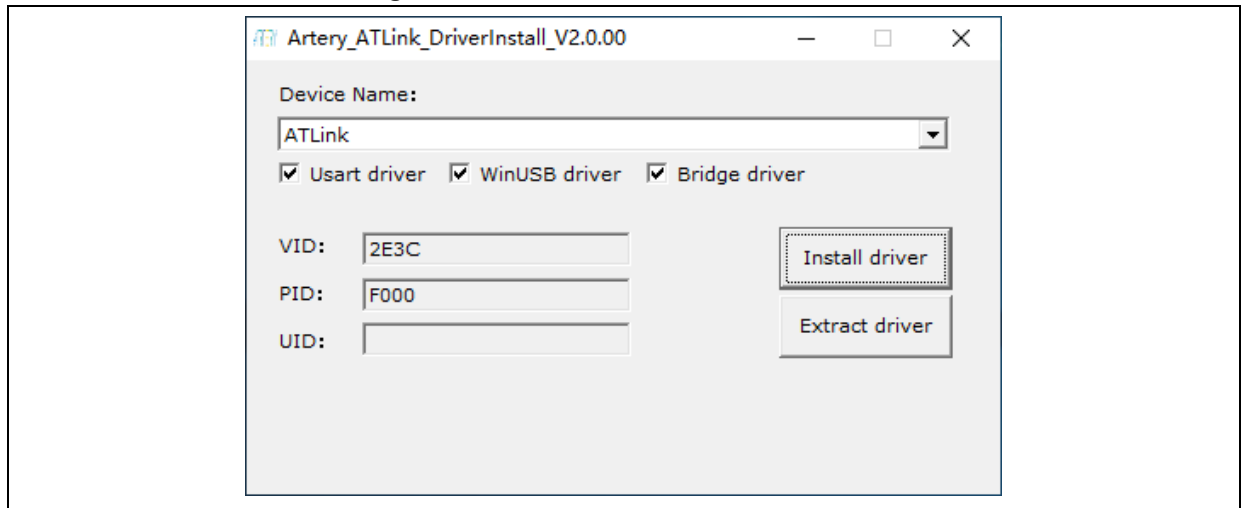 Artery_ATLink_DriverInstall_V2.0.00
Device Name:
ATLink
Usart driver WinUSB driver Bridge driver
VID: 2E3C
Install driver
PID: F000
Extract driver
UID: